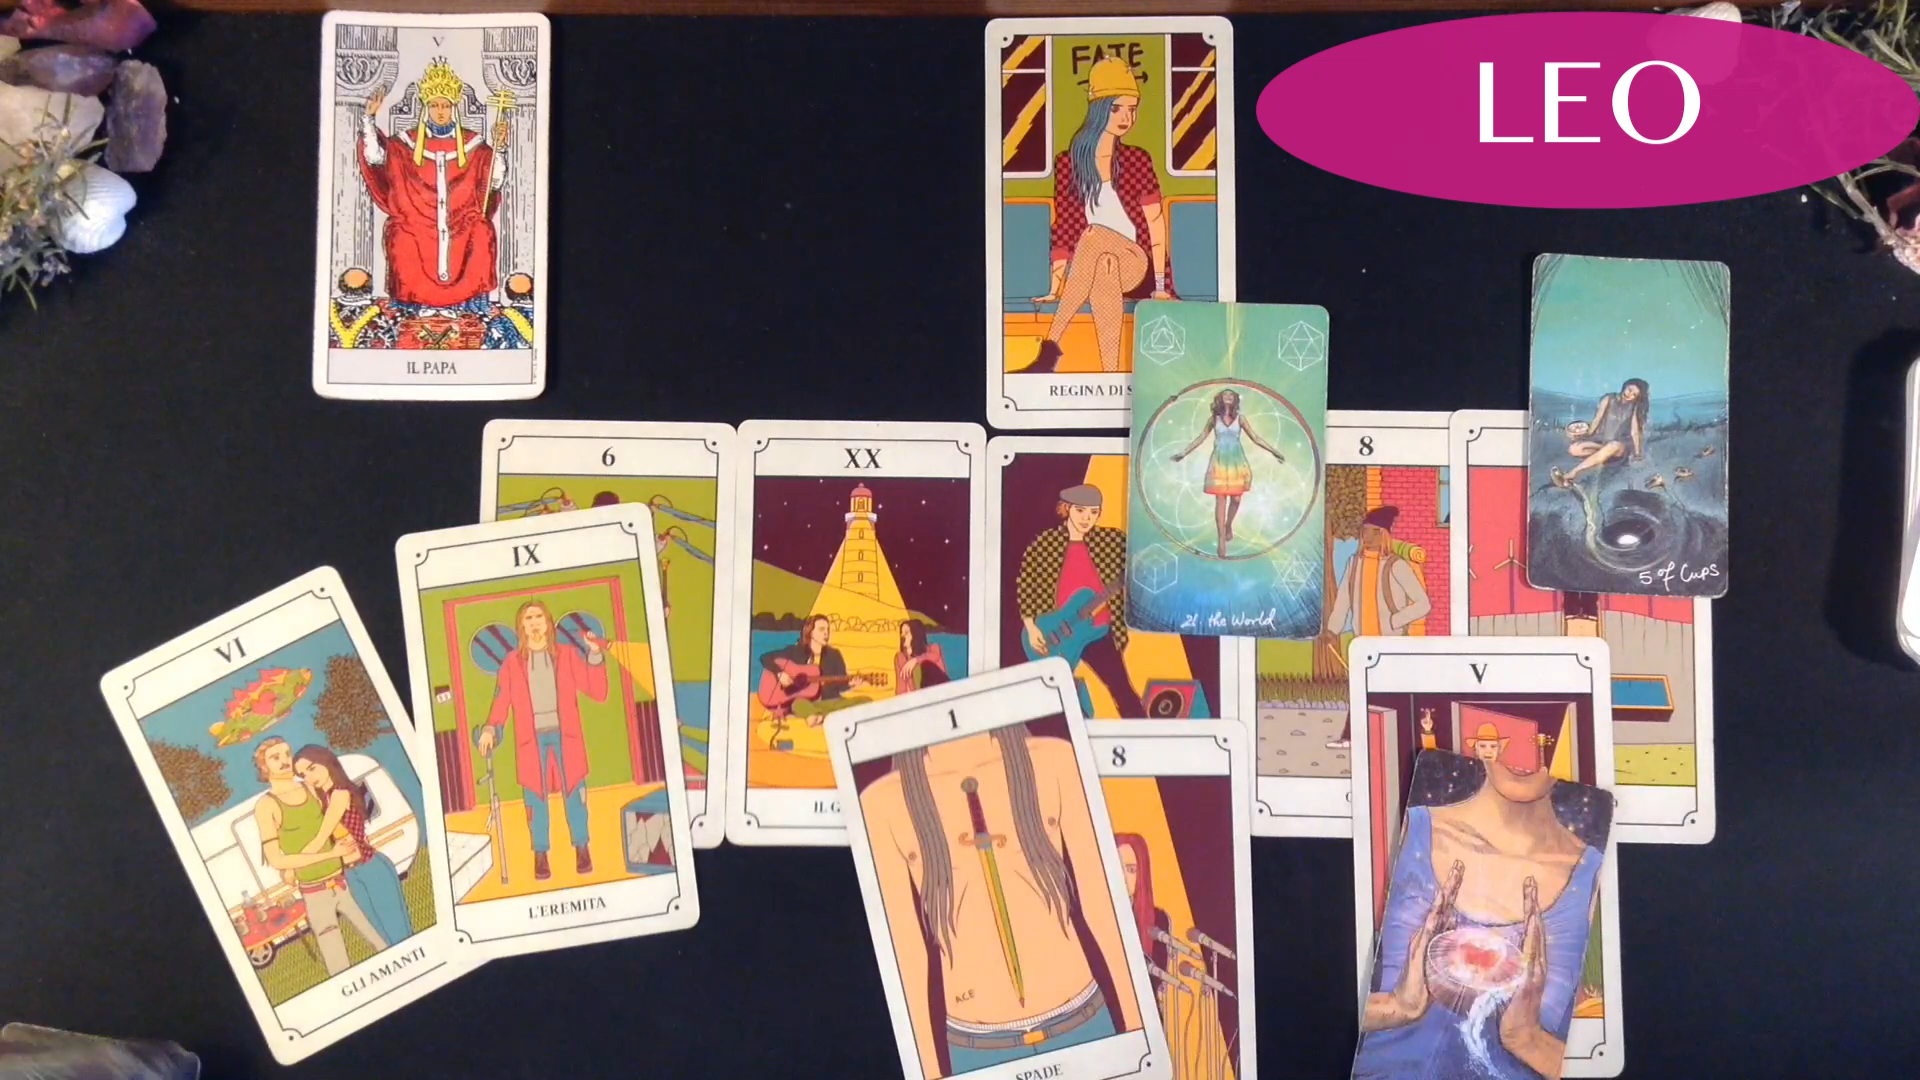 V
IL PAPA
FATE
REGINA DI S
LEO
21. the World
5 of Cups
6
XX
IL G
8
V
IX
L'EREMITA
VI
GLI AMANTI
1
ACE
SPADE
8